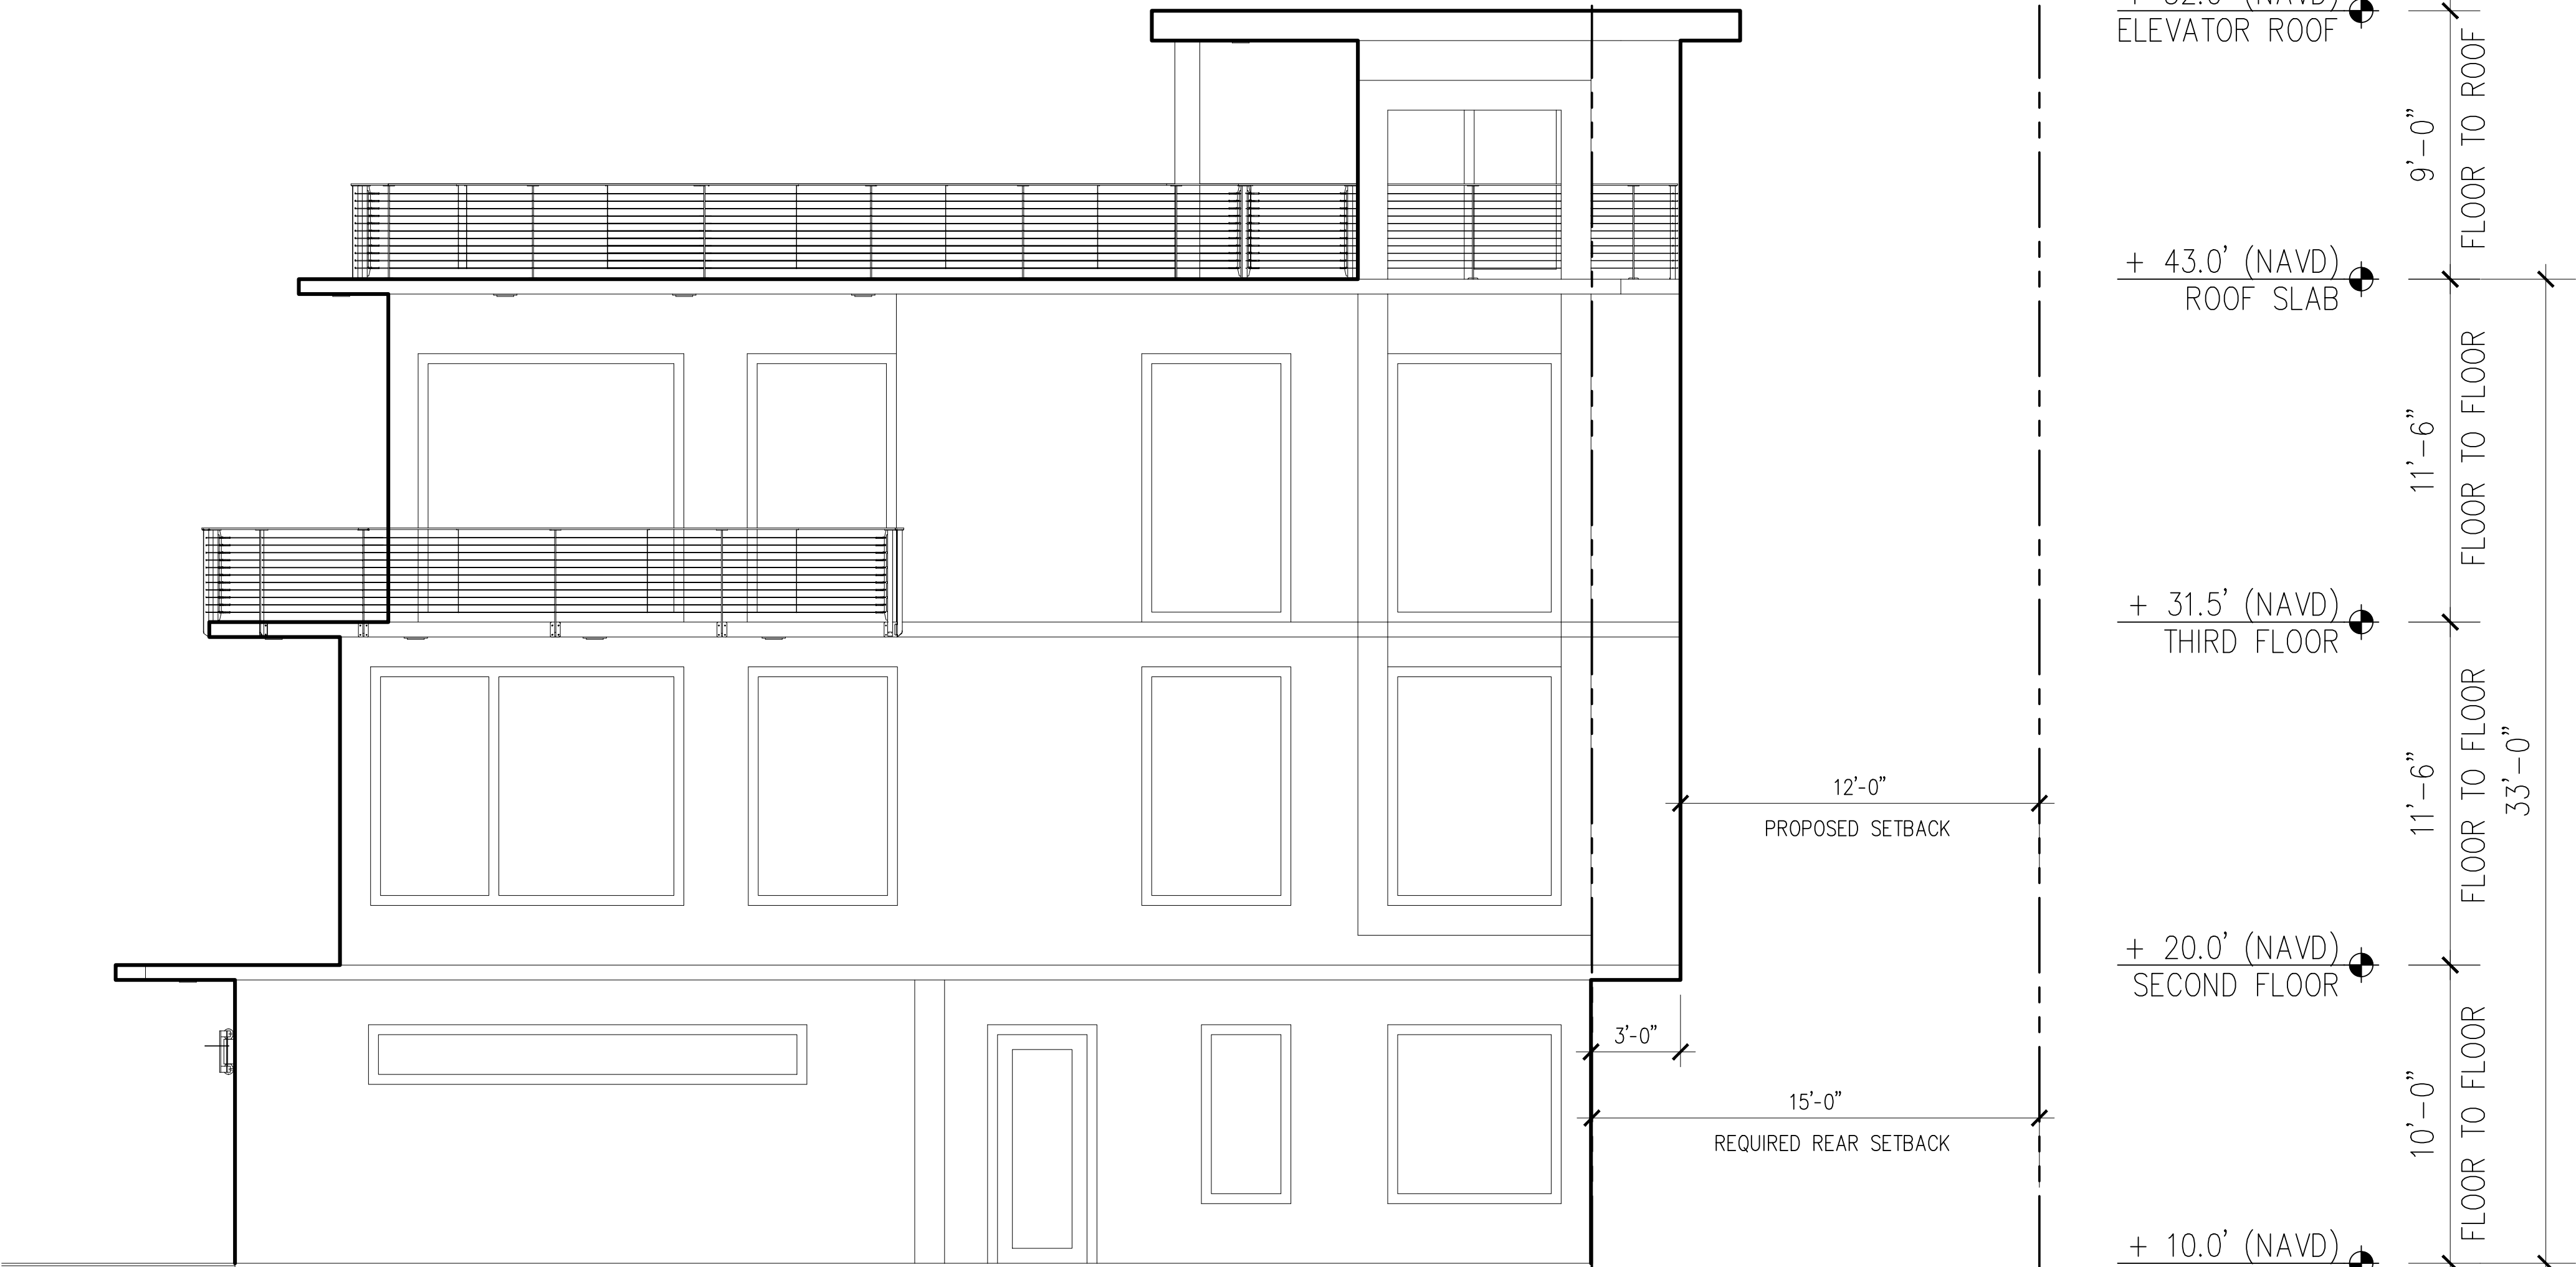 ELEVATOR ROOF
9'-0"
FLOOR TO ROOF
+ 43.0' (NAVD)
ROOF SLAB
11'-6"
FLOOR TO FLOOR
+ 31.5' (NAVD)
THIRD FLOOR
11'-6"
FLOOR TO FLOOR
33'-0"
12'-0"
PROPOSED SETBACK
+ 20.0' (NAVD)
SECOND FLOOR
3'-0"
15'-0"
REQUIRED REAR SETBACK
10'-0"
FLOOR TO FLOOR
+ 10.0' (NAVD)